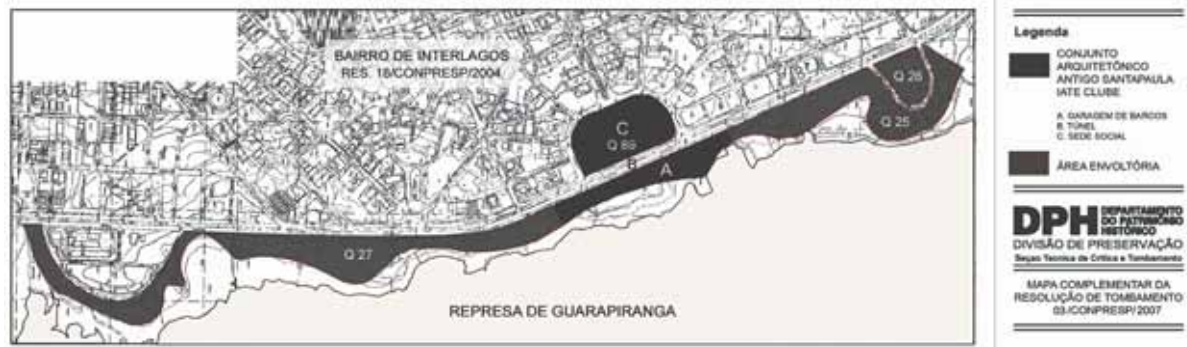 BAIRRO DE INTERLAGOS
RES. 18/CONPRESP/2004
C
Q 89
B
A
Q 26
Q 25
Q 27
REPRESA DE GUARAPIRANGA
Legenda
CONJUNTO
ARQUITETÔNICO
ANTIGO SANTAPAULA
IATE CLUBE
A: GARAGEM DE BARCOS
B: TÚNEL
C: SEDE SOCIAL
ÁREA ENVOLTÓRIA
DPH DEPARTAMENTO
DO PATRIMÔNIO
HISTÓRICO
DIVISÃO DE PRESERVAÇÃO
Seção Técnica de Crítica e Tombamento
MAPA COMPLEMENTAR DA
RESOLUÇÃO DE TOMBAMENTO
03/CONPRESP/2007